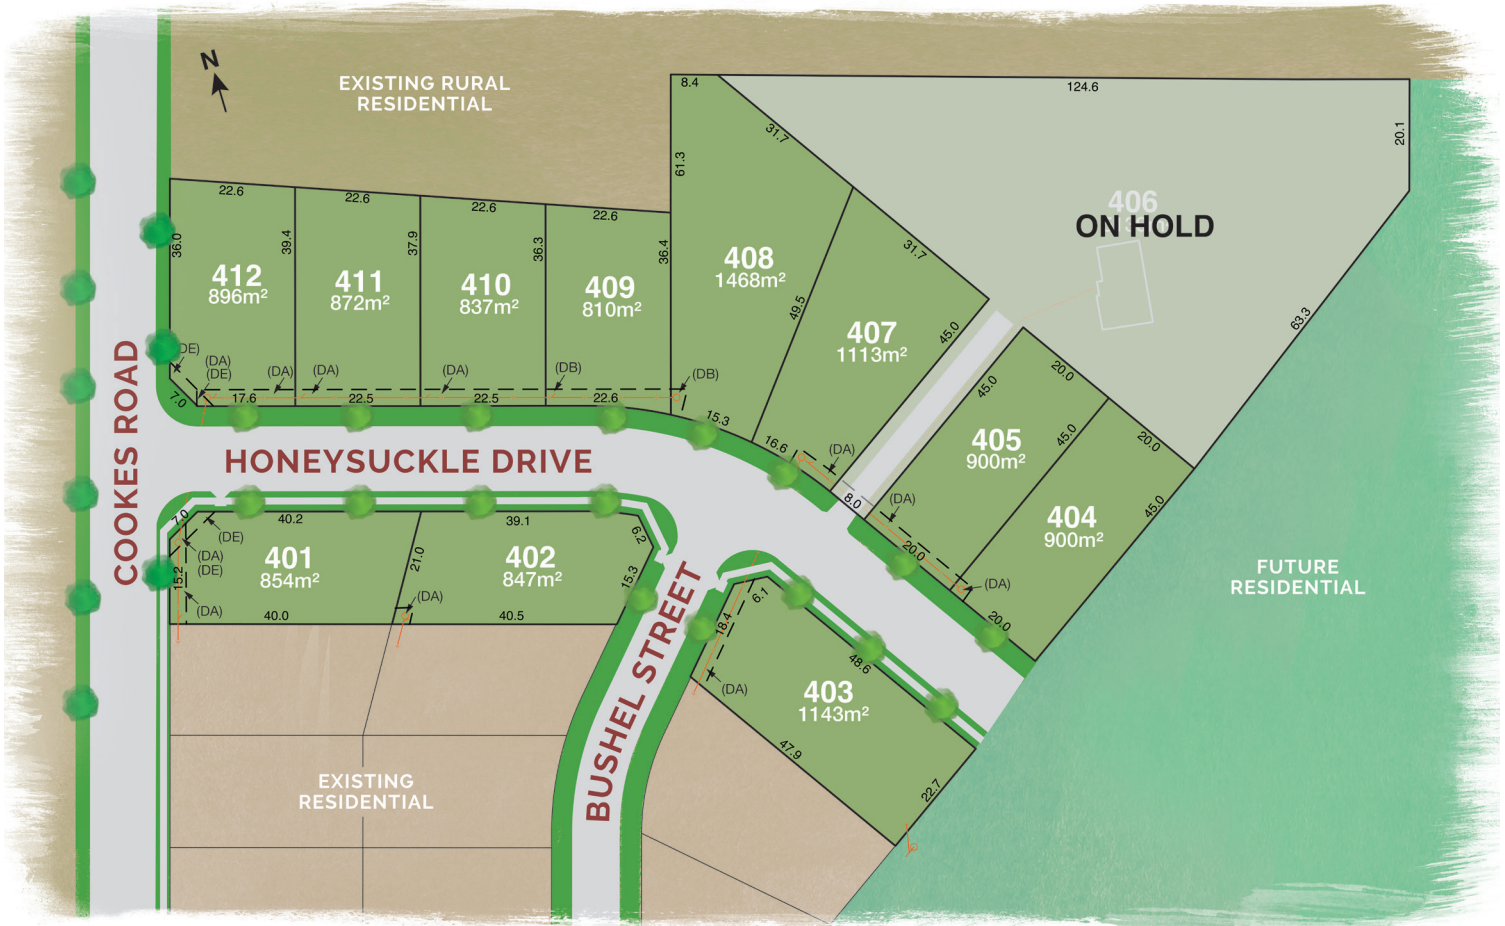 N
EXISTING RURAL
RESIDENTIAL
8.4
124.6
20.1
31.7
61.3
406
ON HOLD
22.6
22.6
22.6
22.6
36.0
39.4
37.9
36.3
36.4
412
896m²
411
872m²
410
837m²
409
810m²
408
1468m²
49.5
31.7
407
1113m²
45.0
63.3
DE)
(DA)
(DE)
(DA)
(DA)
(DA)
(DB)
(DB)
7.0
17.6
22.5
22.5
22.6
15.3
16.6
(DA)
8.0
45.0
20.0
405
900m²
45.0
20.0
404
900m²
45.0
(DA)
20.0
(DA)
20.0
COOKES ROAD
HONEYSUCKLE DRIVE
7.0
40.2
39.1
6.2
(DE)
(DA)
(DE)
401
854m²
21.0
402
847m²
15.2
15.3
(DA)
(DA)
40.0
40.5
BUSHEL STREET
6.1
18.4
48.6
403
1143m²
(DA)
47.9
22.7
FUTURE
RESIDENTIAL
EXISTING
RESIDENTIAL